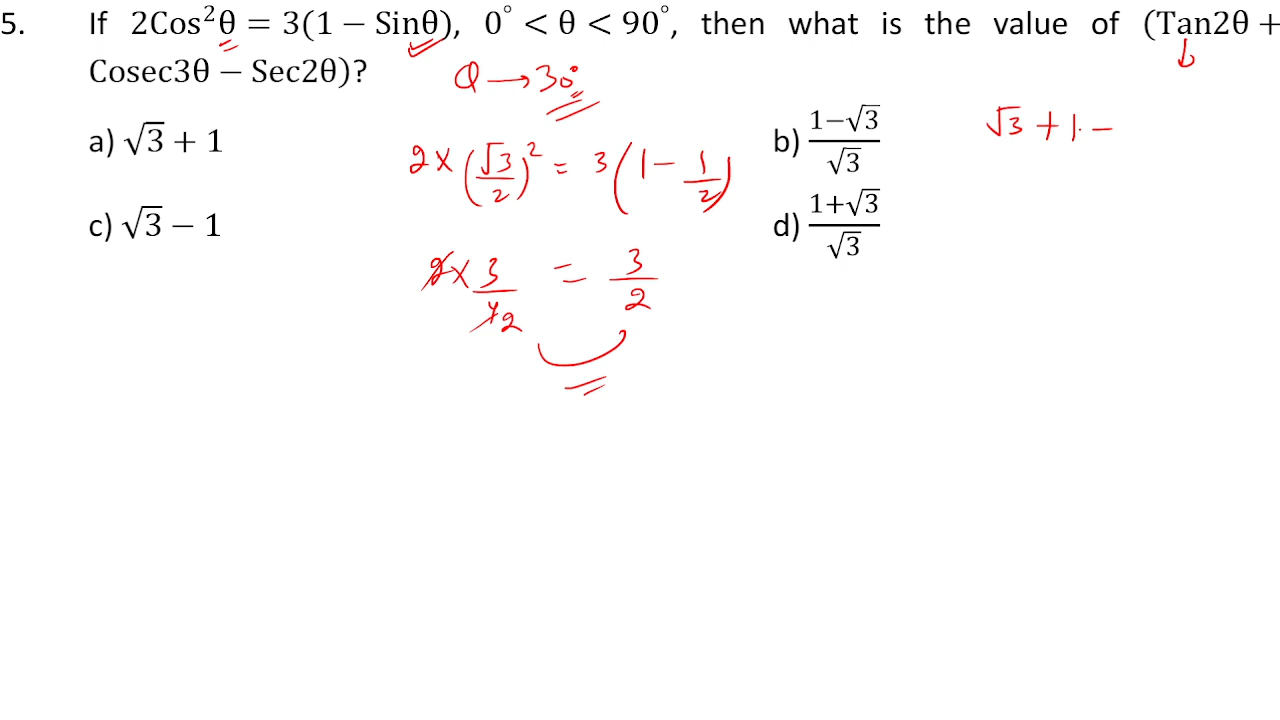 5. If 2Cos²θ = 3(1 − Sinθ), 0° < θ < 90°, then what is the value of (Tan2θ +
Cosec3θ − Sec2θ)?
θ → 30°
a) √3 + 1
b) (1−√3)/√3
√3 + 1 −
2 × (√3/2)² = 3(1 − 1/2)
c) √3 − 1
d) (1+√3)/√3
2 × 3/4 2 = 3/2